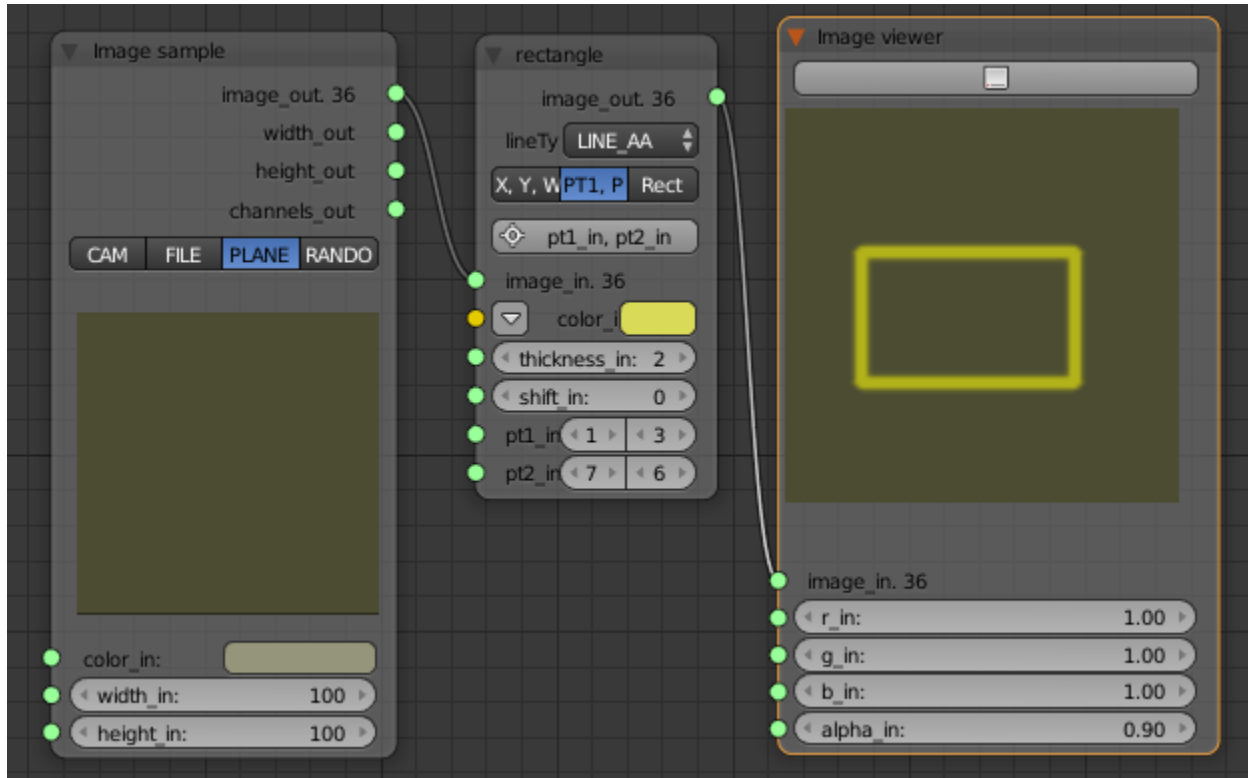 Image sample
image_out. 36
width_out
height_out
channels_out
CAM FILE PLANE RANDO
color_in:
width_in: 100
height_in: 100
rectangle
image_out. 36
lineTy LINE_AA
X, Y, W PT1, P Rect
pt1_in, pt2_in
image_in. 36
color_i
thickness_in: 2
shift_in: 0
pt1_in 1 3
pt2_in 7 6
Image viewer
image_in. 36
r_in: 1.00
g_in: 1.00
b_in: 1.00
alpha_in: 0.90